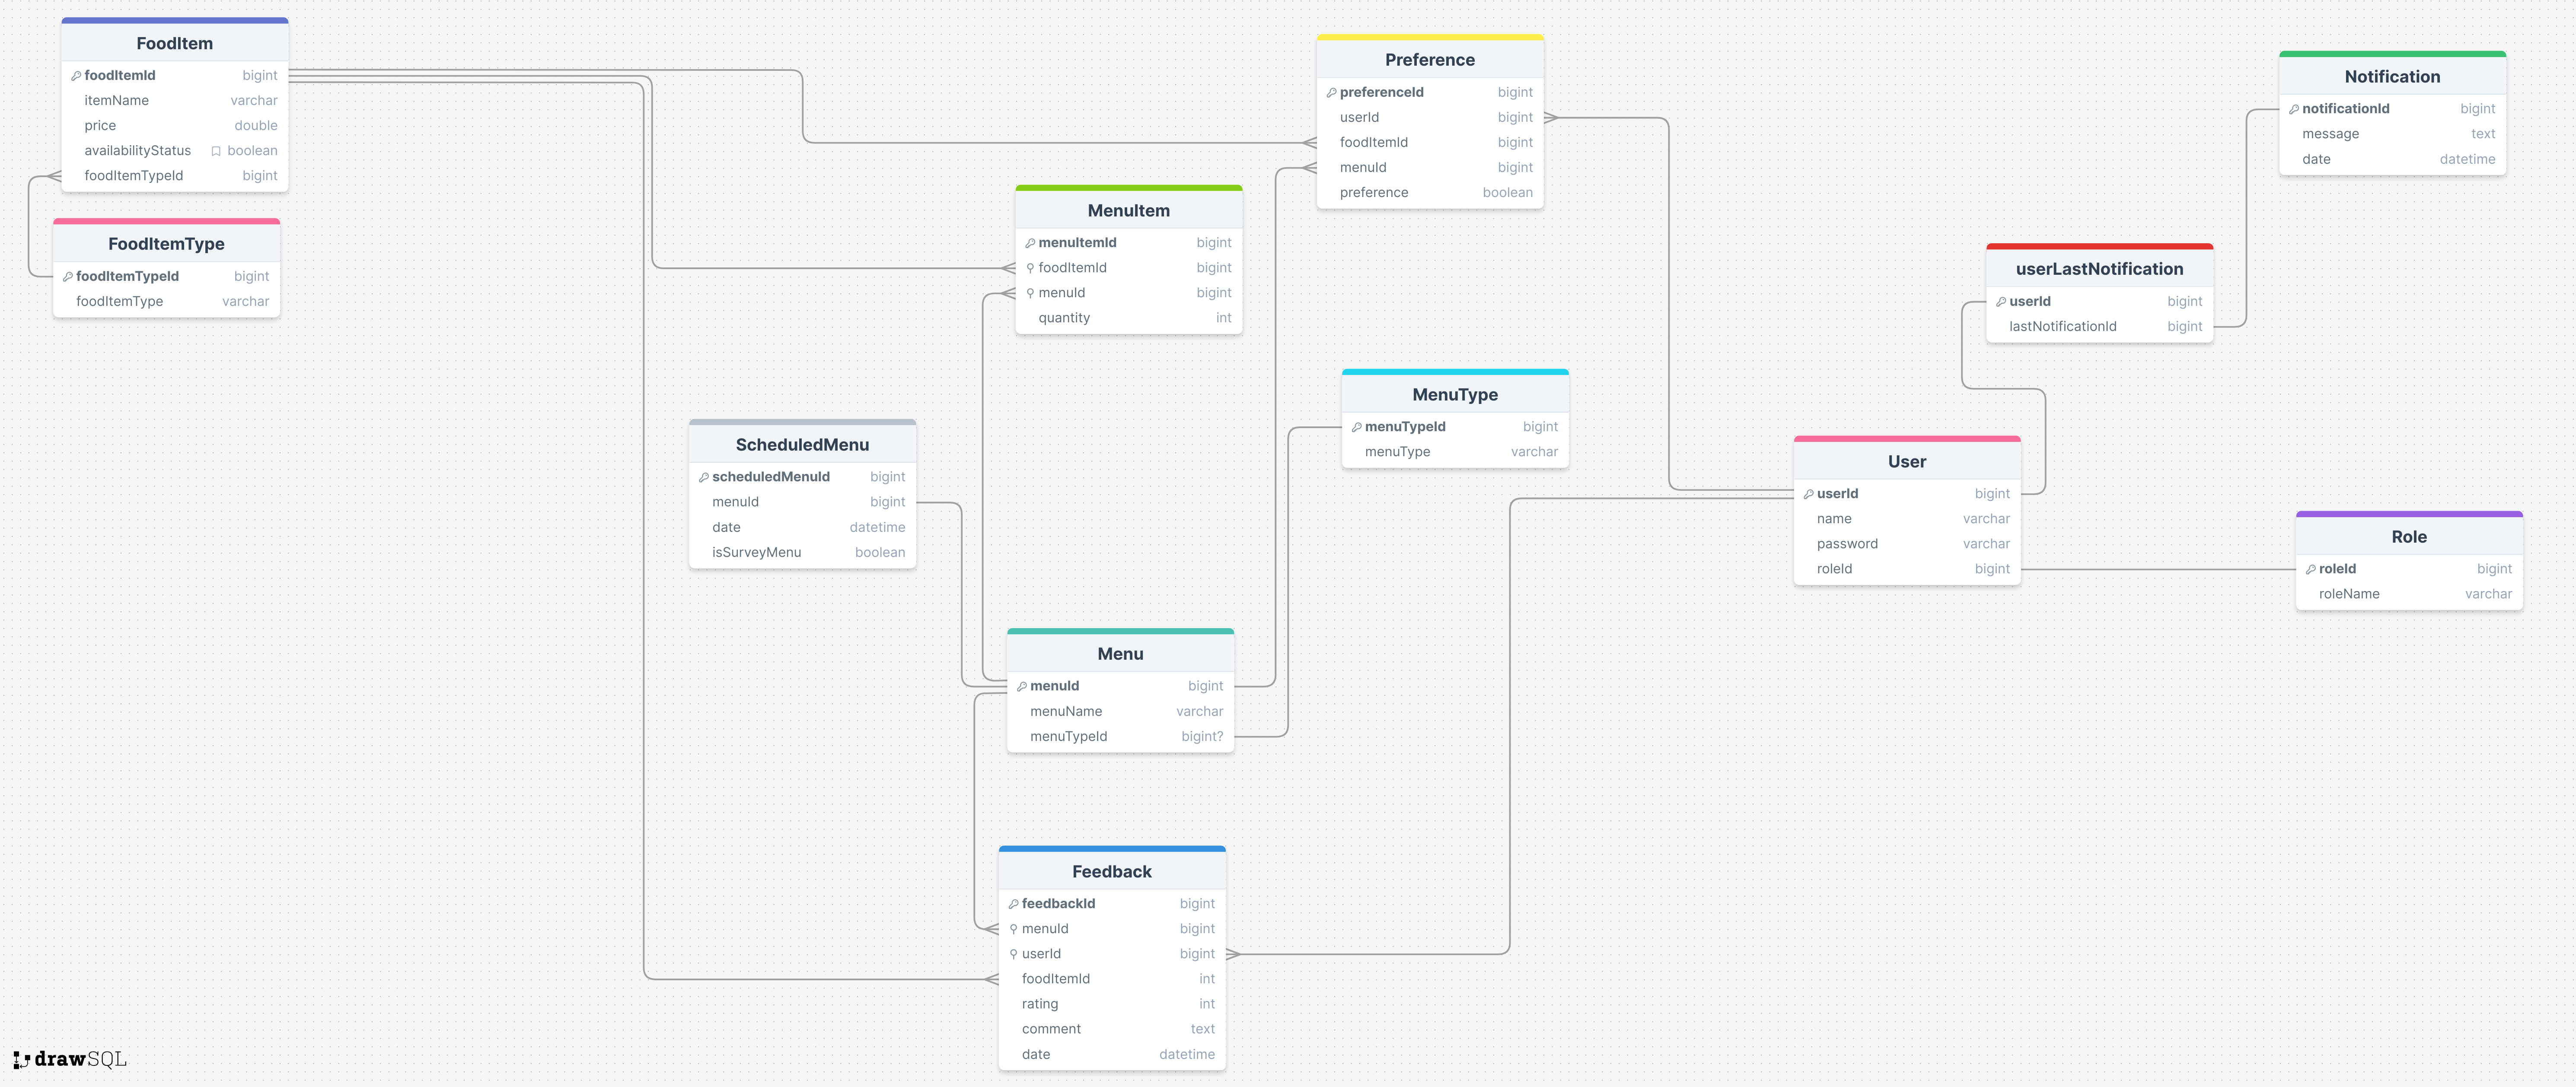 FoodItem
foodItemId bigint
itemName varchar
price double
availabilityStatus boolean
foodItemTypeId bigint
FoodItemType
foodItemTypeId bigint
foodItemType varchar
Preference
preferenceId bigint
userId bigint
foodItemId bigint
menuId bigint
preference boolean
Notification
notificationId bigint
message text
date datetime
MenuItem
menuItemId bigint
foodItemId bigint
menuId bigint
quantity int
userLastNotification
userId bigint
lastNotificationId bigint
MenuType
menuTypeId bigint
menuType varchar
ScheduledMenu
scheduledMenuId bigint
menuId bigint
date datetime
isSurveyMenu boolean
User
userId bigint
name varchar
password varchar
roleId bigint
Role
roleId bigint
roleName varchar
Menu
menuId bigint
menuName varchar
menuTypeId bigint?
Feedback
feedbackId bigint
menuId bigint
userId bigint
foodItemId int
rating int
comment text
date datetime
drawSQL